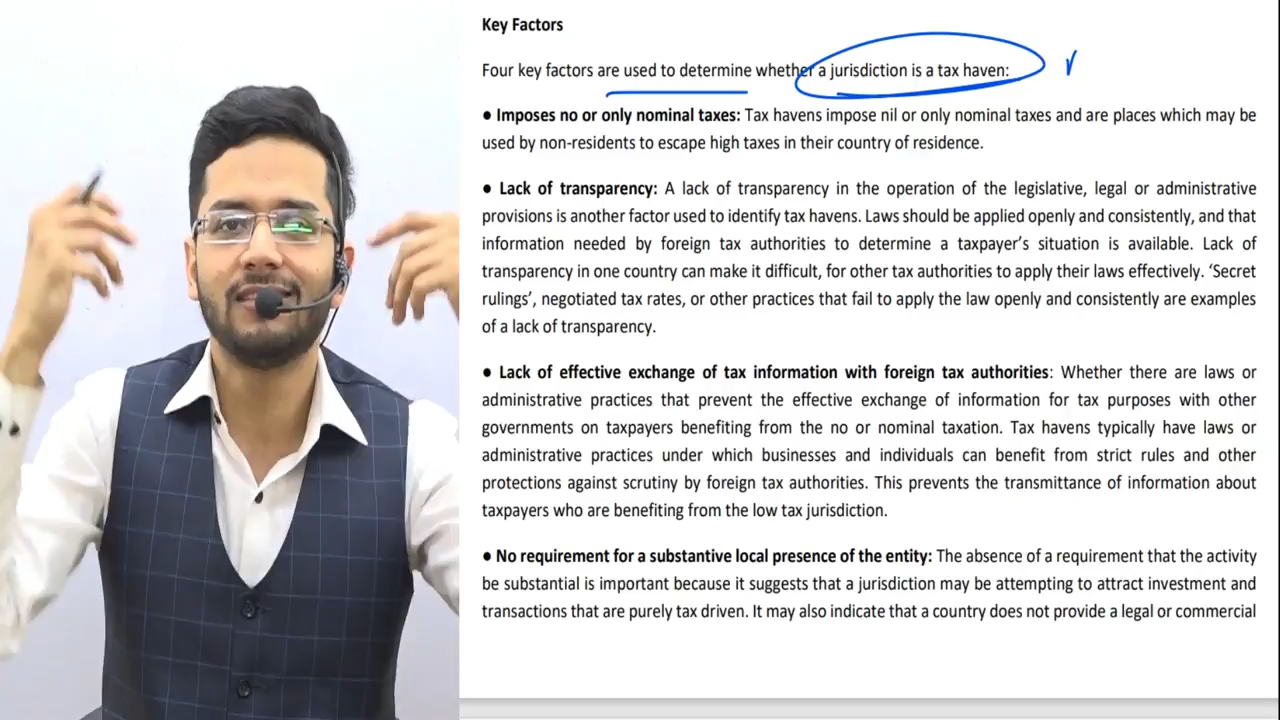 Key Factors
Four key factors are used to determine whether a jurisdiction is a tax haven:
● Imposes no or only nominal taxes: Tax havens impose nil or only nominal taxes and are places which may be
used by non-residents to escape high taxes in their country of residence.
● Lack of transparency: A lack of transparency in the operation of the legislative, legal or administrative
provisions is another factor used to identify tax havens. Laws should be applied openly and consistently, and that
information needed by foreign tax authorities to determine a taxpayer’s situation is available. Lack of
transparency in one country can make it difficult, for other tax authorities to apply their laws effectively. ‘Secret
rulings’, negotiated tax rates, or other practices that fail to apply the law openly and consistently are examples
of a lack of transparency.
● Lack of effective exchange of tax information with foreign tax authorities: Whether there are laws or
administrative practices that prevent the effective exchange of information for tax purposes with other
governments on taxpayers benefiting from the no or nominal taxation. Tax havens typically have laws or
administrative practices under which businesses and individuals can benefit from strict rules and other
protections against scrutiny by foreign tax authorities. This prevents the transmittance of information about
taxpayers who are benefiting from the low tax jurisdiction.
● No requirement for a substantive local presence of the entity: The absence of a requirement that the activity
be substantial is important because it suggests that a jurisdiction may be attempting to attract investment and
transactions that are purely tax driven. It may also indicate that a country does not provide a legal or commercial